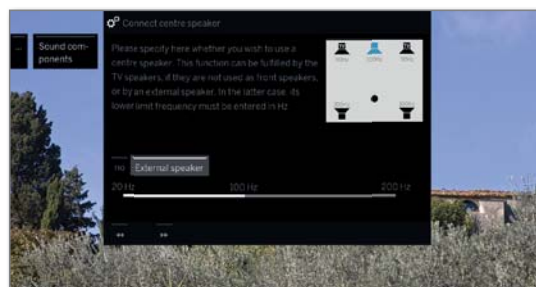 Connect centre speaker
... Sound com-
ponents
Please specify here whether you wish to use a
centre speaker. This function can be fulfilled by the
TV speakers, if they are not used as front speakers,
or by an external speaker. In the latter case, its
lower limit frequency must be entered in Hz
no External speaker
20 Hz 100 Hz 200 Hz